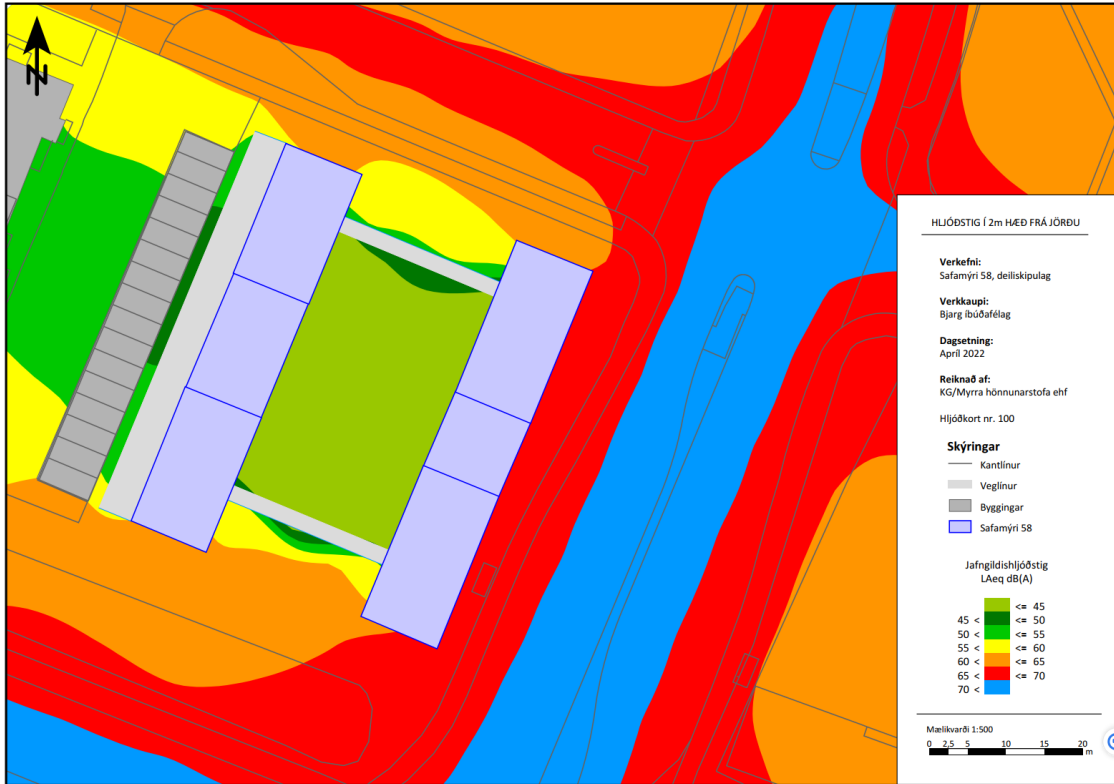 N
HLJÓÐSTIG Í 2m HÆÐ FRÁ JÖRÐU
Verkefni:
Safamýri 58, deiliskipulag
Verkkaupi:
Bjarg íbúðafélag
Dagsetning:
Apríl 2022
Reiknað af:
KG/Myrra hönnunarstofa ehf
Hljóðkort nr. 100
Skýringar
Kantlínur
Veglínur
Byggingar
Safamýri 58
Jafngildishljóðstig
LAeq dB(A)
<= 45
45 < <= 50
50 < <= 55
55 < <= 60
60 < <= 65
65 < <= 70
70 <
Mælikvarði 1:500
0 2,5 5 10 15 20
m